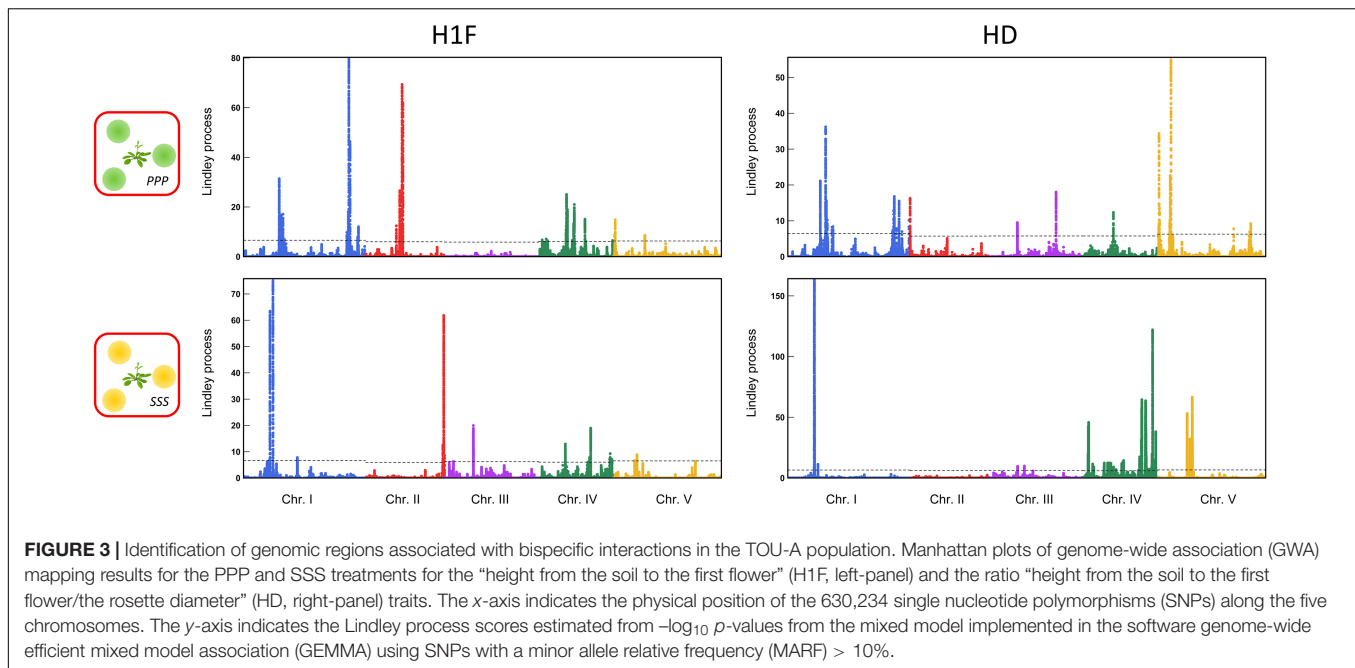 H1F
HD
80
60
40
20
0
Lindley process
50
40
30
20
10
0
Lindley process
PPP
70
60
50
40
30
20
10
0
Lindley process
150
100
50
0
Lindley process
SSS
Chr. I Chr. II Chr. III Chr. IV Chr. V
Chr. I Chr. II Chr. III Chr. IV Chr. V
FIGURE 3 | Identification of genomic regions associated with bispecific interactions in the TOU-A population. Manhattan plots of genome-wide association (GWA)
mapping results for the PPP and SSS treatments for the “height from the soil to the first flower” (H1F, left-panel) and the ratio “height from the soil to the first
flower/the rosette diameter” (HD, right-panel) traits. The x-axis indicates the physical position of the 630,234 single nucleotide polymorphisms (SNPs) along the five
chromosomes. The y-axis indicates the Lindley process scores estimated from –log10 p-values from the mixed model implemented in the software genome-wide
efficient mixed model association (GEMMA) using SNPs with a minor allele relative frequency (MARF) > 10%.